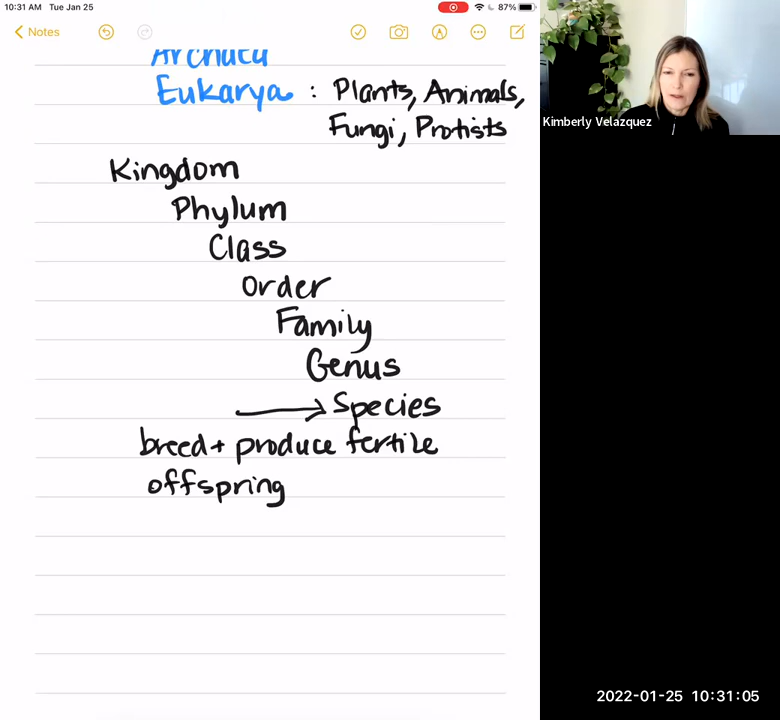 10:31 AM Tue Jan 25
87%
Notes
Eukarya : Plants, Animals,
Fungi, Protists
Kingdom
Phylum
Class
Order
Family
Genus
→ Species
breed + produce fertile
offspring
Kimberly Velazquez
2022-01-25 10:31:05